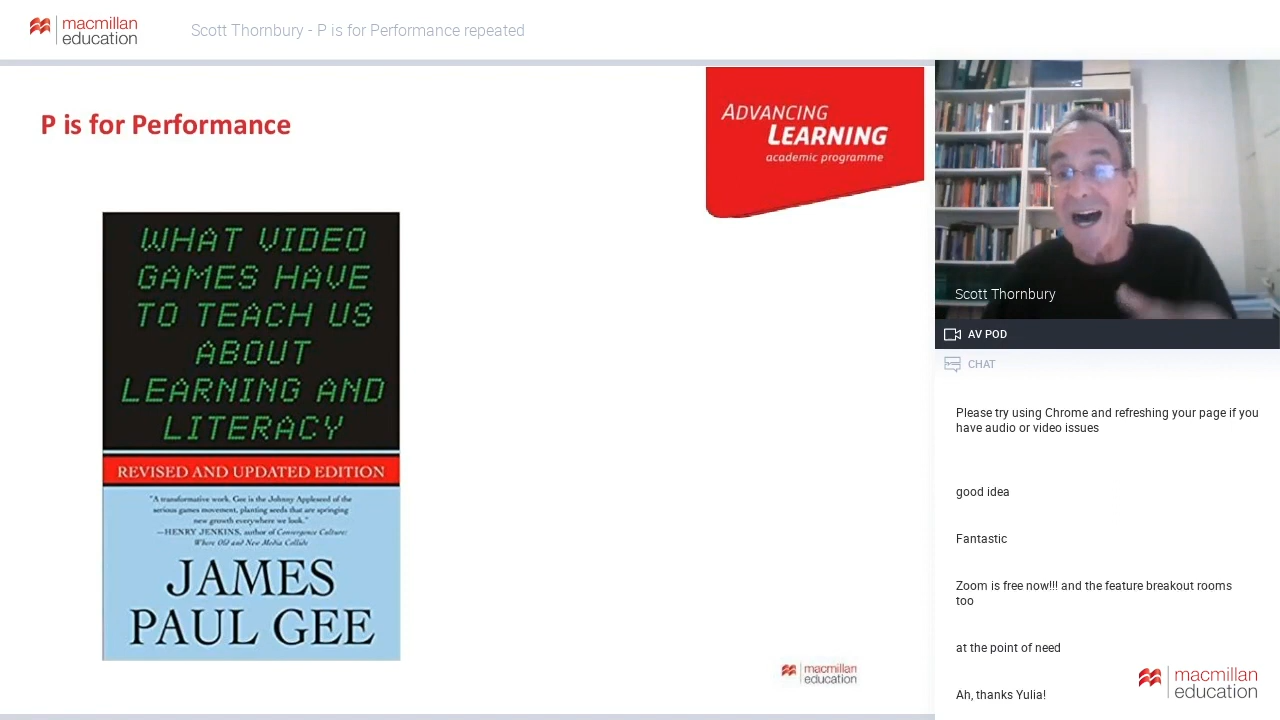 macmillan
education
Scott Thornbury - P is for Performance repeated
P is for Performance
ADVANCING
LEARNING
academic programme
WHAT VIDEO
GAMES HAVE
TO TEACH US
ABOUT
LEARNING AND
LITERACY
REVISED AND UPDATED EDITION
"A transformative work. Gee is the Johnny Appleseed of the
serious games movement, planting seeds that are springing
new growth everywhere we look."
—HENRY JENKINS, author of Convergence Culture:
Where Old and New Media Collide
JAMES
PAUL GEE
macmillan
education
Scott Thornbury
AV POD
CHAT
Please try using Chrome and refreshing your page if you
have audio or video issues
good idea
Fantastic
Zoom is free now!!! and the feature breakout rooms
too
at the point of need
Ah, thanks Yulia!
macmillan
education